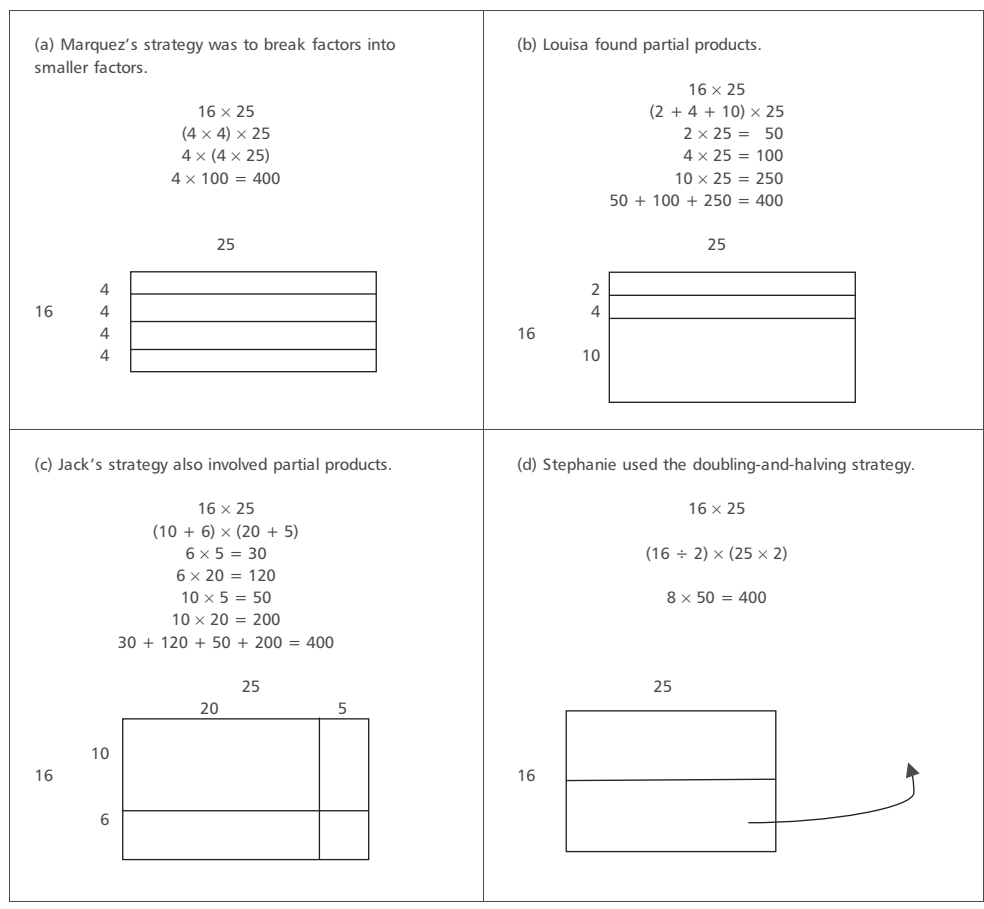 (a) Marquez's strategy was to break factors into
smaller factors.
16 × 25
(4 × 4) × 25
4 × (4 × 25)
4 × 100 = 400
25
4
4
16
4
4
(b) Louisa found partial products.
16 × 25
(2 + 4 + 10) × 25
2 × 25 = 50
4 × 25 = 100
10 × 25 = 250
50 + 100 + 250 = 400
25
2
4
16
10
(c) Jack's strategy also involved partial products.
16 × 25
(10 + 6) × (20 + 5)
6 × 5 = 30
6 × 20 = 120
10 × 5 = 50
10 × 20 = 200
30 + 120 + 50 + 200 = 400
25
20 5
10
16
6
(d) Stephanie used the doubling-and-halving strategy.
16 × 25
(16 ÷ 2) × (25 × 2)
8 × 50 = 400
25
16